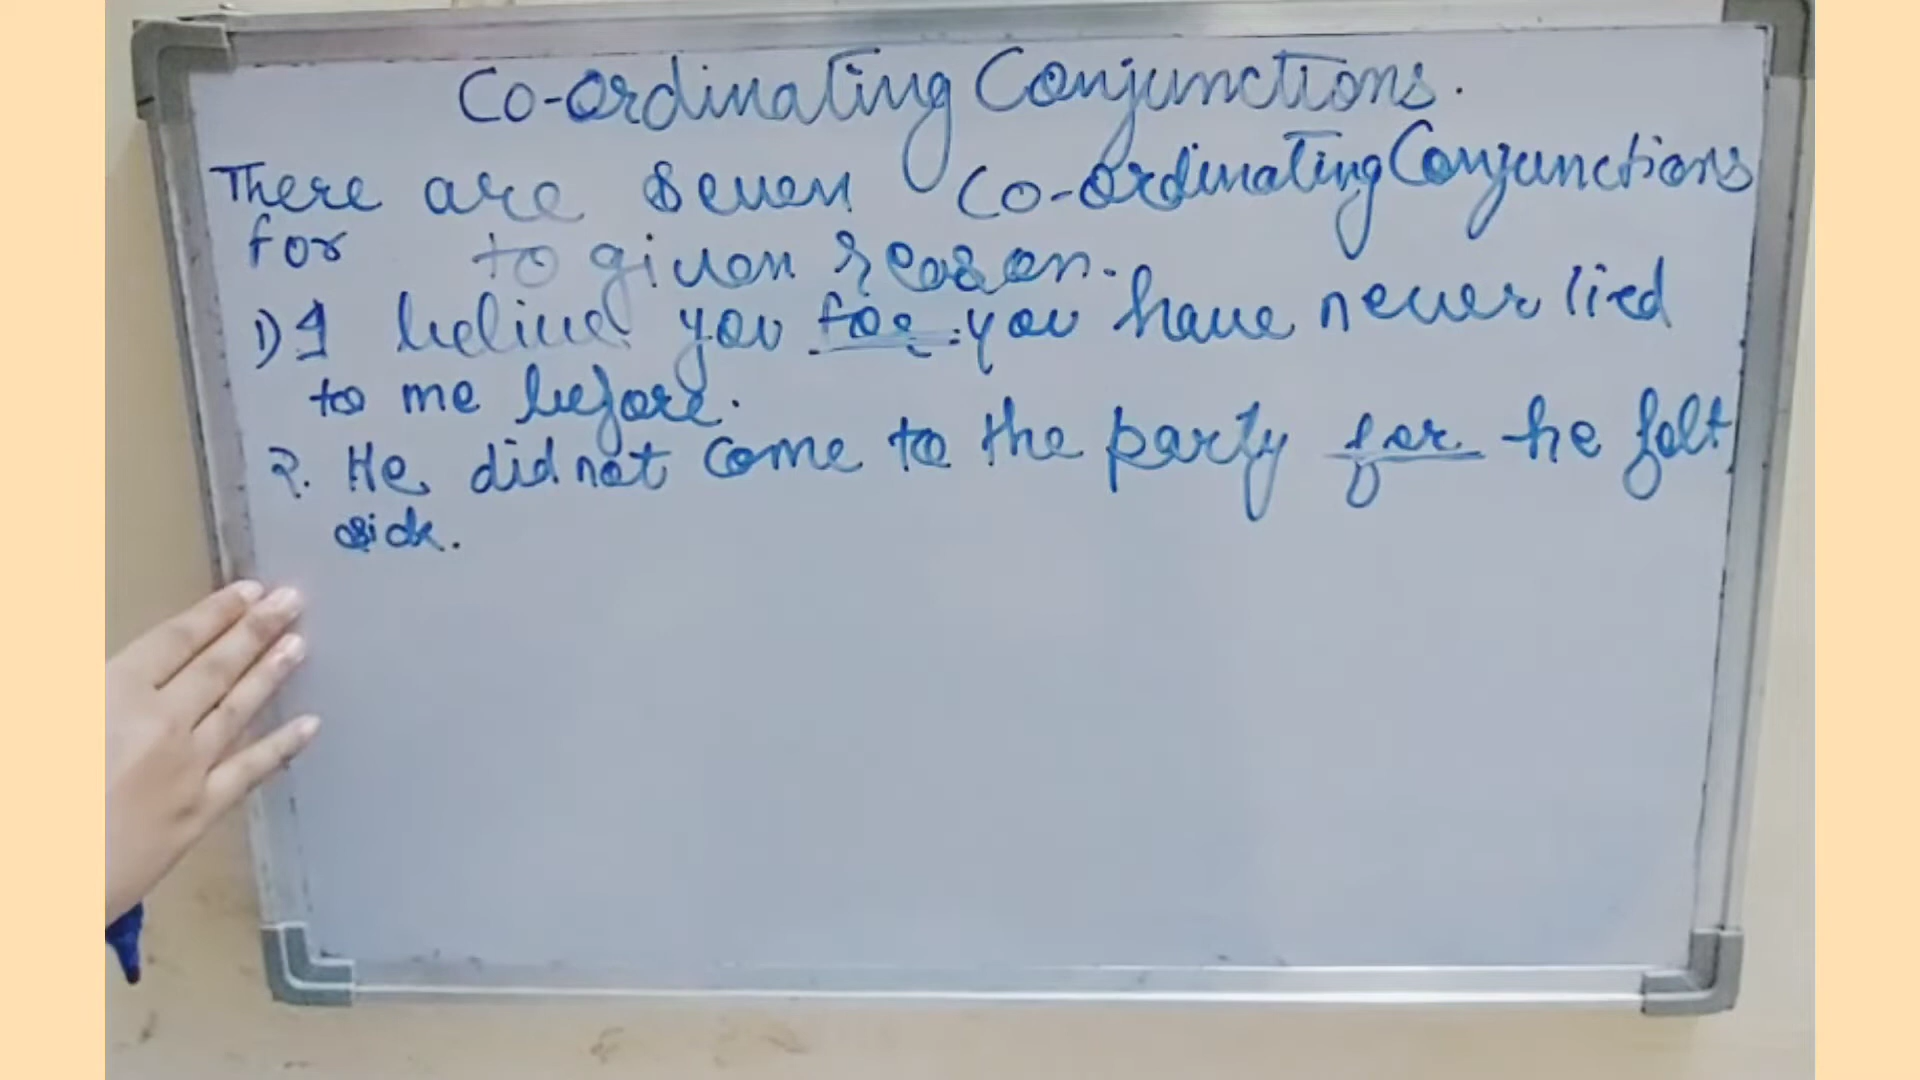 Co-ordinating Conjunctions.
There are seven Co-ordinating Conjunctions
for to given reason.
1) I belive you for you have never lied
to me before.
2. He did not come to the party for he felt
sick.